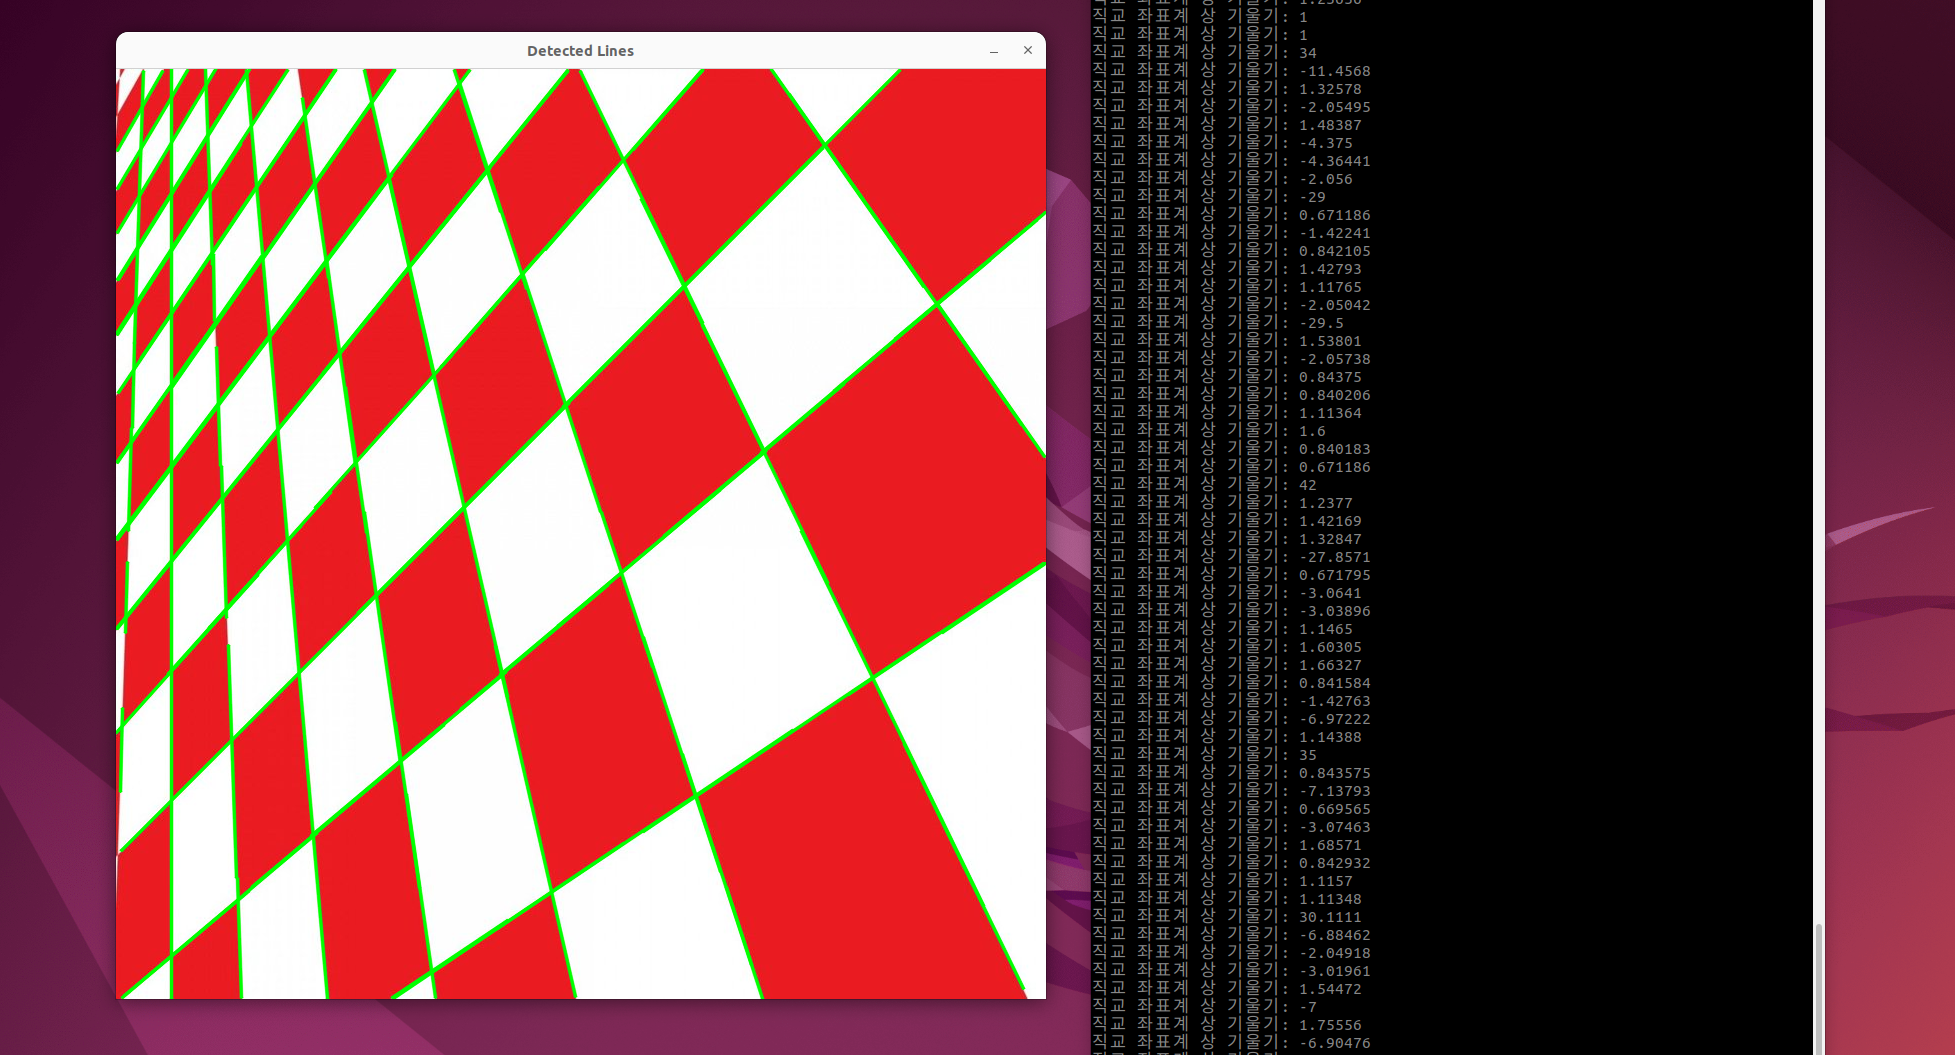 Detected Lines
직교 좌표계 상 기울기: 1
직교 좌표계 상 기울기: 1
직교 좌표계 상 기울기: 34
직교 좌표계 상 기울기: -11.4568
직교 좌표계 상 기울기: 1.32578
직교 좌표계 상 기울기: -2.05495
직교 좌표계 상 기울기: 1.48387
직교 좌표계 상 기울기: -4.375
직교 좌표계 상 기울기: -4.36441
직교 좌표계 상 기울기: -2.056
직교 좌표계 상 기울기: -29
직교 좌표계 상 기울기: 0.671186
직교 좌표계 상 기울기: -1.42241
직교 좌표계 상 기울기: 0.842105
직교 좌표계 상 기울기: 1.42793
직교 좌표계 상 기울기: 1.11765
직교 좌표계 상 기울기: -2.05042
직교 좌표계 상 기울기: -29.5
직교 좌표계 상 기울기: 1.53801
직교 좌표계 상 기울기: -2.05738
직교 좌표계 상 기울기: 0.84375
직교 좌표계 상 기울기: 0.840206
직교 좌표계 상 기울기: 1.11364
직교 좌표계 상 기울기: 1.6
직교 좌표계 상 기울기: 0.840183
직교 좌표계 상 기울기: 0.671186
직교 좌표계 상 기울기: 42
직교 좌표계 상 기울기: 1.2377
직교 좌표계 상 기울기: 1.42169
직교 좌표계 상 기울기: 1.32847
직교 좌표계 상 기울기: -27.8571
직교 좌표계 상 기울기: 0.671795
직교 좌표계 상 기울기: -3.0641
직교 좌표계 상 기울기: -3.03896
직교 좌표계 상 기울기: 1.1465
직교 좌표계 상 기울기: 1.60305
직교 좌표계 상 기울기: 1.66327
직교 좌표계 상 기울기: 0.841584
직교 좌표계 상 기울기: -1.42763
직교 좌표계 상 기울기: -6.97222
직교 좌표계 상 기울기: 1.14388
직교 좌표계 상 기울기: 35
직교 좌표계 상 기울기: 0.843575
직교 좌표계 상 기울기: -7.13793
직교 좌표계 상 기울기: 0.669565
직교 좌표계 상 기울기: -3.07463
직교 좌표계 상 기울기: 1.68571
직교 좌표계 상 기울기: 0.842932
직교 좌표계 상 기울기: 1.1157
직교 좌표계 상 기울기: 1.11348
직교 좌표계 상 기울기: 30.1111
직교 좌표계 상 기울기: -6.88462
직교 좌표계 상 기울기: -2.04918
직교 좌표계 상 기울기: -3.01961
직교 좌표계 상 기울기: 1.54472
직교 좌표계 상 기울기: -7
직교 좌표계 상 기울기: 1.75556
직교 좌표계 상 기울기: -6.90476